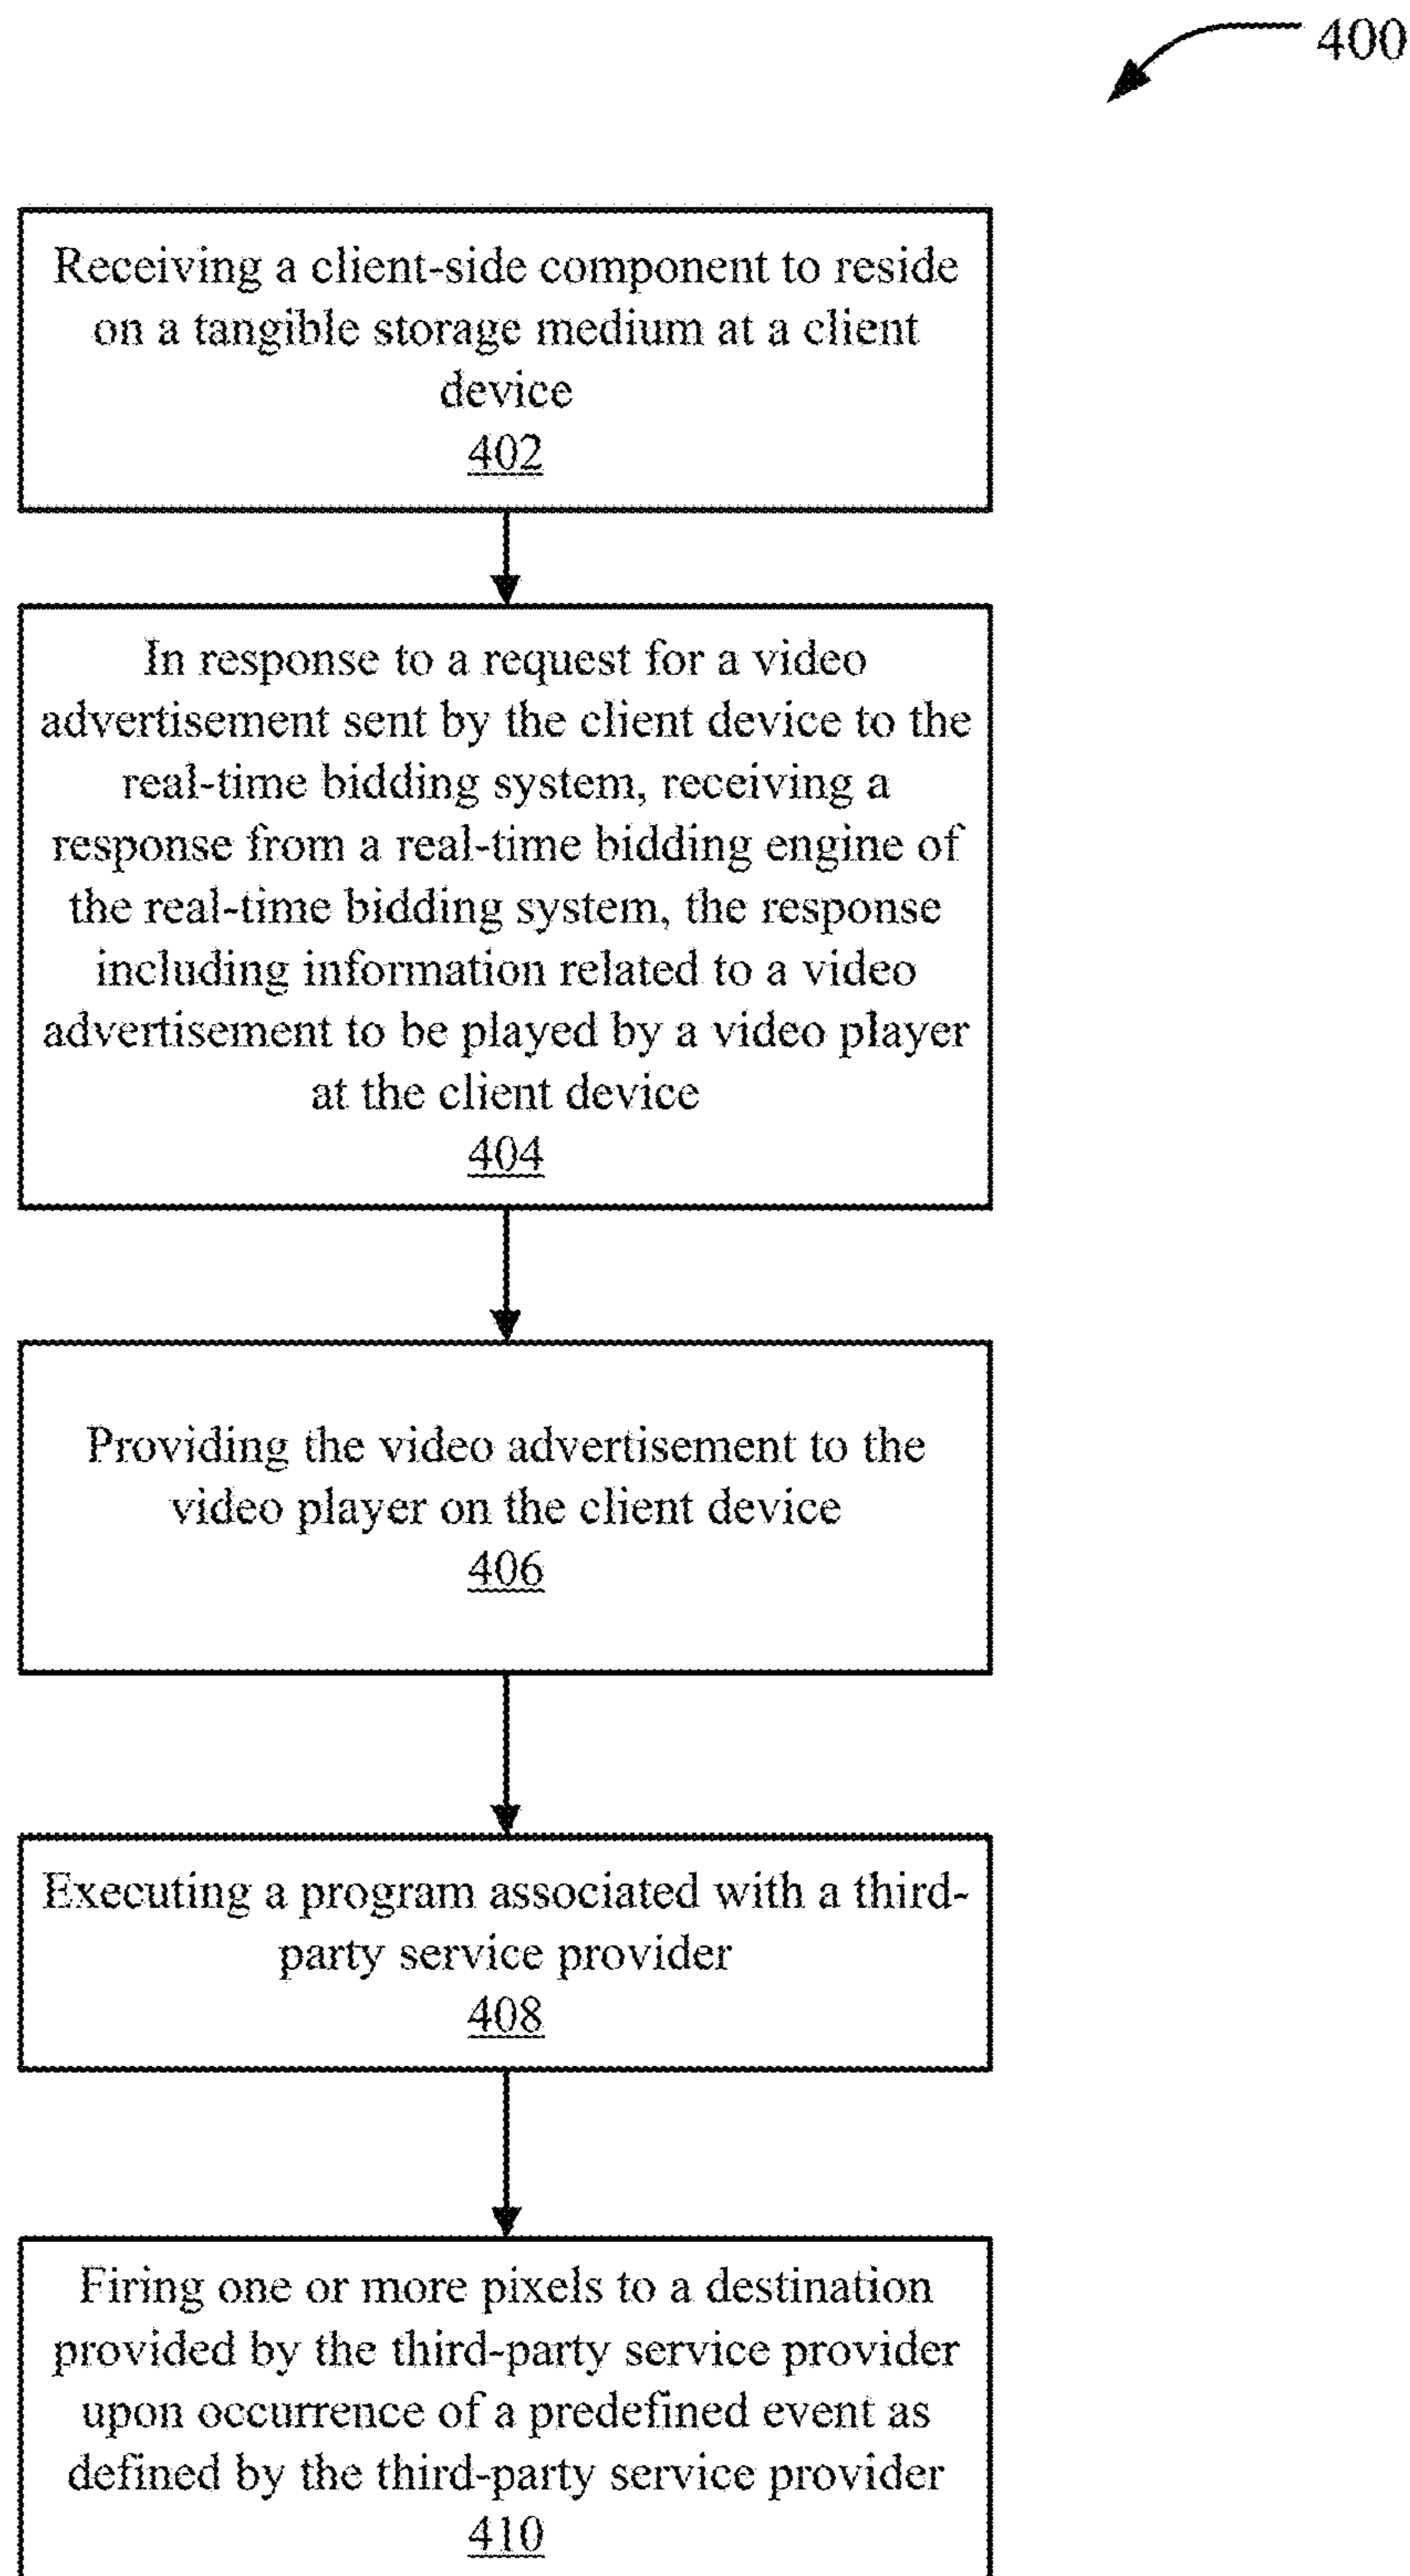 400
Receiving a client-side component to reside
on a tangible storage medium at a client
device
402
In response to a request for a video
advertisement sent by the client device to the
real-time bidding system, receiving a
response from a real-time bidding engine of
the real-time bidding system, the response
including information related to a video
advertisement to be played by a video player
at the client device
404
Providing the video advertisement to the
video player on the client device
406
Executing a program associated with a third-
party service provider
408
Firing one or more pixels to a destination
provided by the third-party service provider
upon occurrence of a predefined event as
defined by the third-party service provider
410